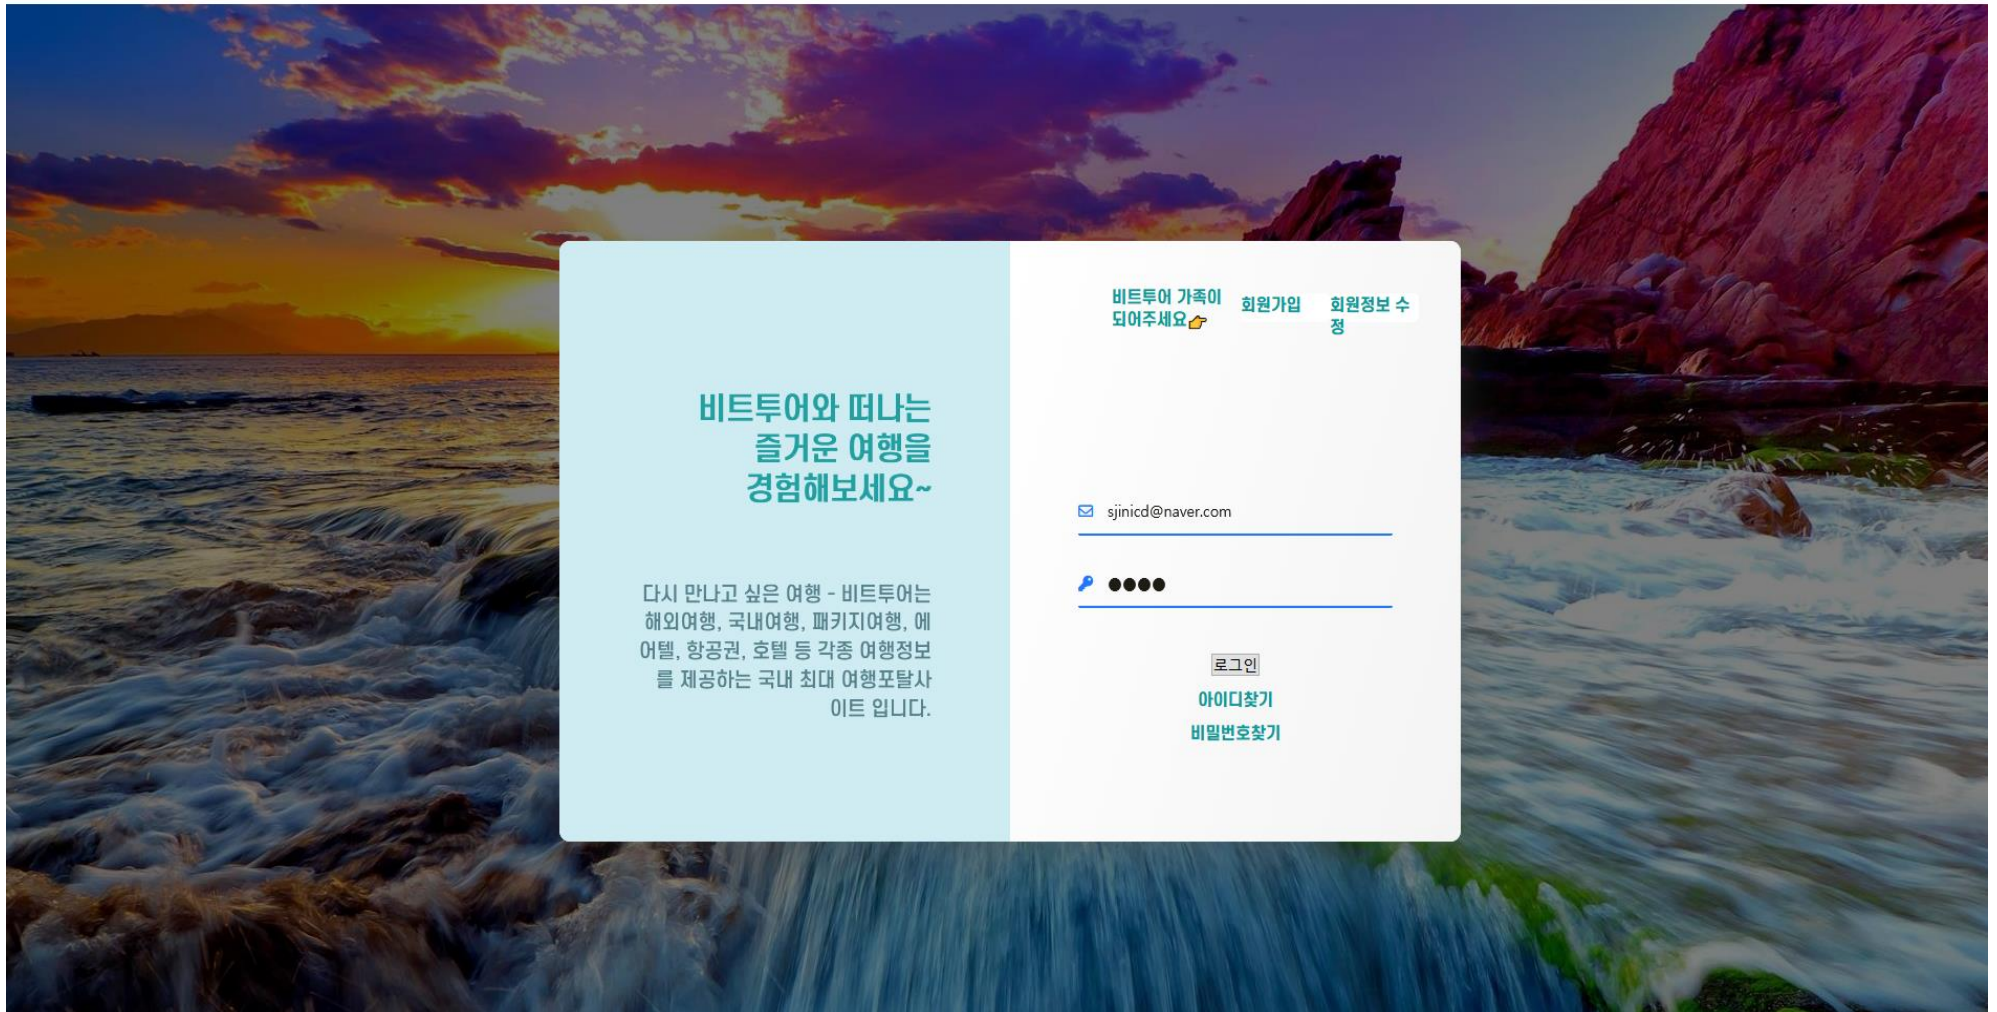 비트투어와 떠나는
즐거운 여행을
경험해보세요~
다시 만나고 싶은 여행 - 비트투어는
해외여행, 국내여행, 패키지여행, 에
어텔, 항공권, 호텔 등 각종 여행정보
를 제공하는 국내 최대 여행포탈사
이트 입니다.
비트투어 가족이
되어주세요👉
회원가입
회원정보 수
정
sjinicd@naver.com
●●●●
로그인
아이디찾기
비밀번호찾기